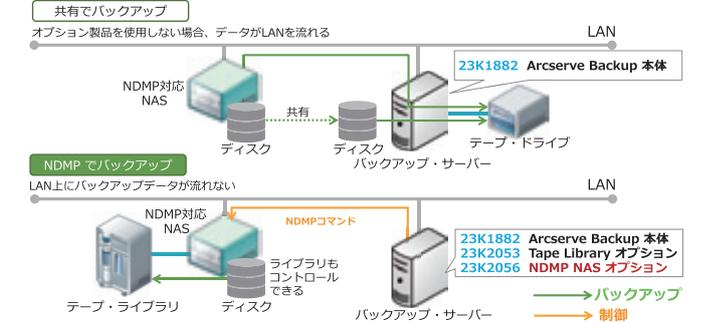 共有でバックアップ
オプション製品を使用しない場合、データがLANを流れる
LAN
NDMP対応
NAS
共有
ディスク
ディスク
バックアップ・サーバー
23K1882 Arcserve Backup 本体
テープ・ドライブ
NDMP でバックアップ
LAN上にバックアップデータが流れない
LAN
NDMP対応
NAS
NDMPコマンド
ライブラリも
コントロール
できる
テープ・ライブラリ
ディスク
バックアップ・サーバー
23K1882 Arcserve Backup 本体
23K2053 Tape Library オプション
23K2056 NDMP NAS オプション
バックアップ
制御